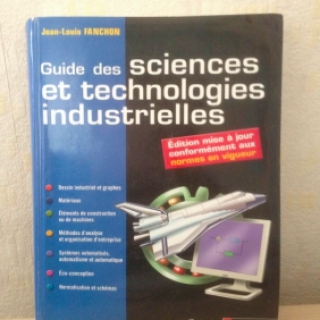 Jean-Louis FANCHON
Guide des sciences
et technologies
industrielles
Édition mise à jour
conformément aux
normes en vigueur
Dessin industriel et graphes
Matériaux
Éléments de construction
ou de machines
Méthodes d'analyse
et organisation d'entreprise
Systèmes automatisés,
automatisme et automatique
Éco-conception
Normalisation et schémas